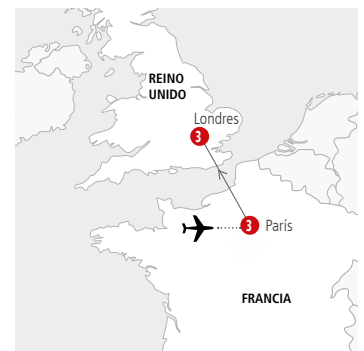 REINO
UNIDO
Londres
3
3
París
FRANCIA